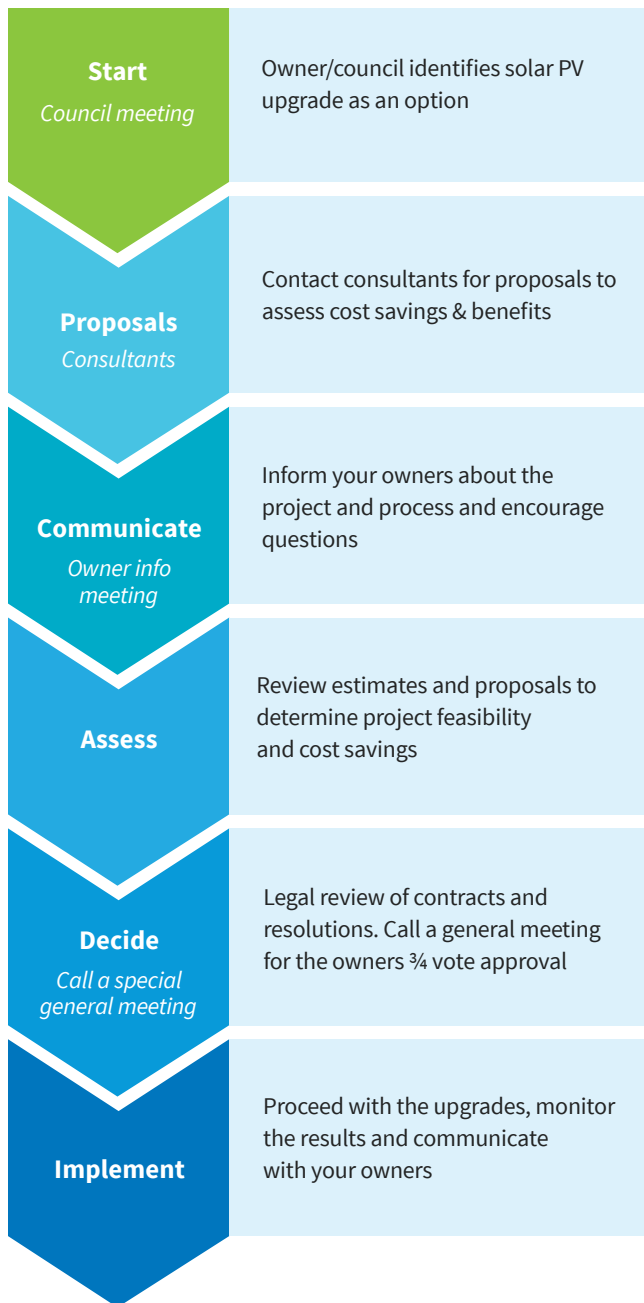 Start
Council meeting
Owner/council identifies solar PV
upgrade as an option
Proposals
Consultants
Contact consultants for proposals to
assess cost savings & benefits
Communicate
Owner info
meeting
Inform your owners about the
project and process and encourage
questions
Assess
Review estimates and proposals to
determine project feasibility
and cost savings
Decide
Call a special
general meeting
Legal review of contracts and
resolutions. Call a general meeting
for the owners ¾ vote approval
Implement
Proceed with the upgrades, monitor
the results and communicate
with your owners